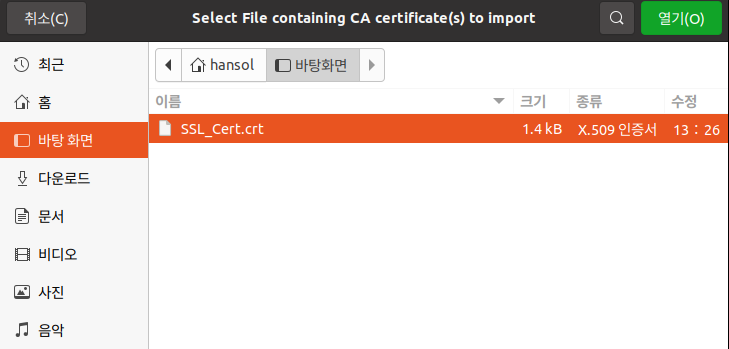 취소(C) Select File containing CA certificate(s) to import 열기(O)
최근
홈
바탕 화면
다운로드
문서
비디오
사진
음악
hansol 바탕화면
이름 크기 종류 수정
SSL_Cert.crt 1.4 kB X.509 인증서 13 : 26